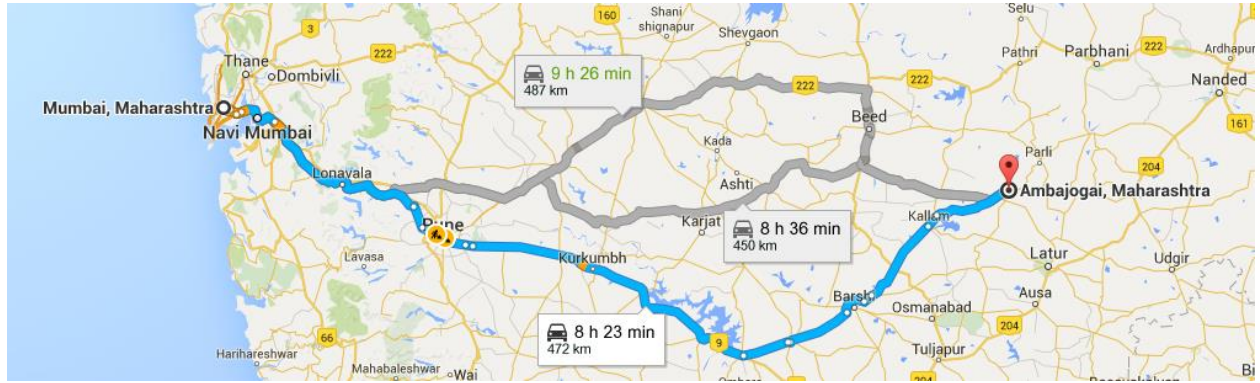 160
Shani
shignapur
Selu
3
222
Shevgaon
Pathri
Parbhani
Ardhapur
Thane
Dombivli
9 h 26 min
487 km
222
222
Nanded
Mumbai, Maharashtra
Navi Mumbai
Beed
161
Kada
Parli
204
Lonavala
Ashti
Ambajogai, Maharashtra
Pune
Karjat
8 h 36 min
450 km
Kallam
Lavasa
Kurkumbh
Latur
Udgir
Barshi
Osmanabad
Ausa
8 h 23 min
472 km
66
9
204
Harihareshwar
Tuljapur
Mahabaleshwar
Wai